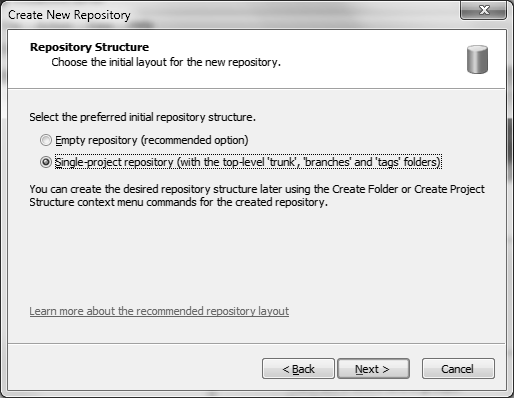 Create New Repository
Repository Structure
Choose the initial layout for the new repository.
Select the preferred initial repository structure.
Empty repository (recommended option)
Single-project repository (with the top-level 'trunk', 'branches' and 'tags' folders)
You can create the desired repository structure later using the Create Folder or Create Project
Structure context menu commands for the created repository.
Learn more about the recommended repository layout
< Back Next > Cancel